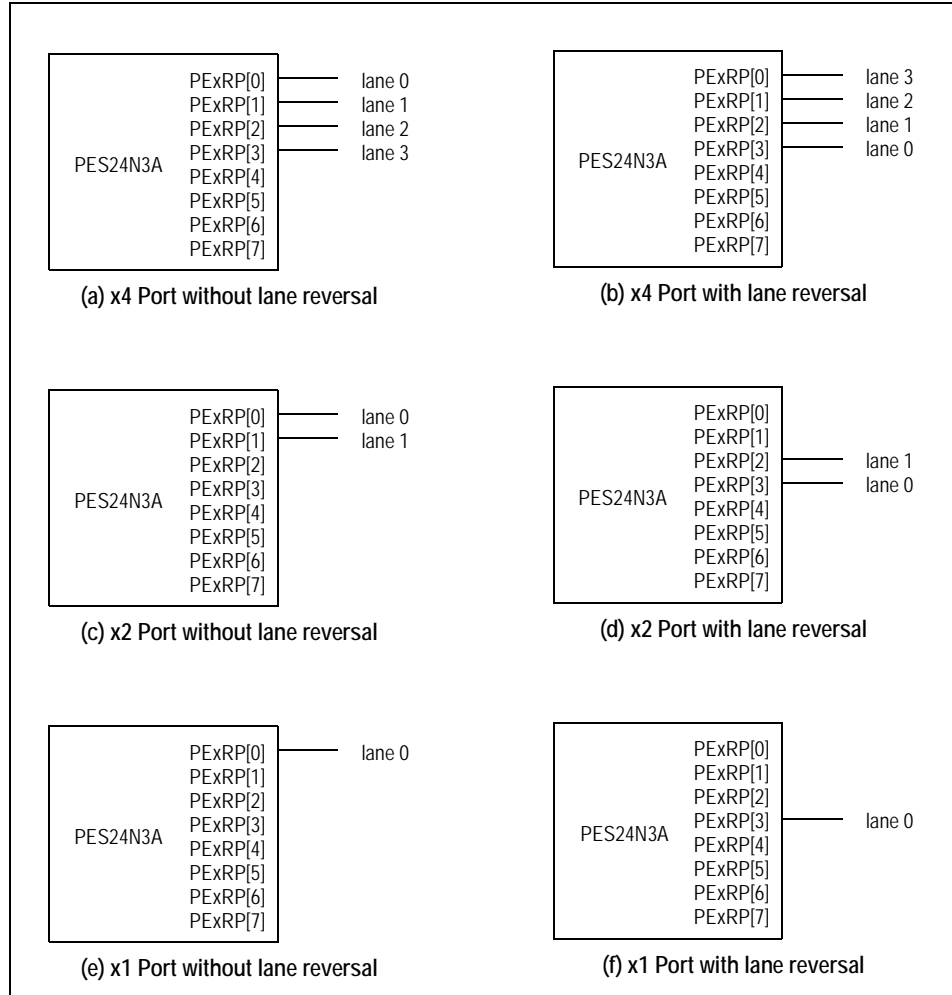 PES24N3A
PExRP[0] lane 0
PExRP[1] lane 1
PExRP[2] lane 2
PExRP[3] lane 3
PExRP[4]
PExRP[5]
PExRP[6]
PExRP[7]
(a) x4 Port without lane reversal
PES24N3A
PExRP[0] lane 3
PExRP[1] lane 2
PExRP[2] lane 1
PExRP[3] lane 0
PExRP[4]
PExRP[5]
PExRP[6]
PExRP[7]
(b) x4 Port with lane reversal
PES24N3A
PExRP[0] lane 0
PExRP[1] lane 1
PExRP[2]
PExRP[3]
PExRP[4]
PExRP[5]
PExRP[6]
PExRP[7]
(c) x2 Port without lane reversal
PES24N3A
PExRP[0]
PExRP[1]
PExRP[2] lane 1
PExRP[3] lane 0
PExRP[4]
PExRP[5]
PExRP[6]
PExRP[7]
(d) x2 Port with lane reversal
PES24N3A
PExRP[0] lane 0
PExRP[1]
PExRP[2]
PExRP[3]
PExRP[4]
PExRP[5]
PExRP[6]
PExRP[7]
(e) x1 Port without lane reversal
PES24N3A
PExRP[0]
PExRP[1]
PExRP[2]
PExRP[3] lane 0
PExRP[4]
PExRP[5]
PExRP[6]
PExRP[7]
(f) x1 Port with lane reversal